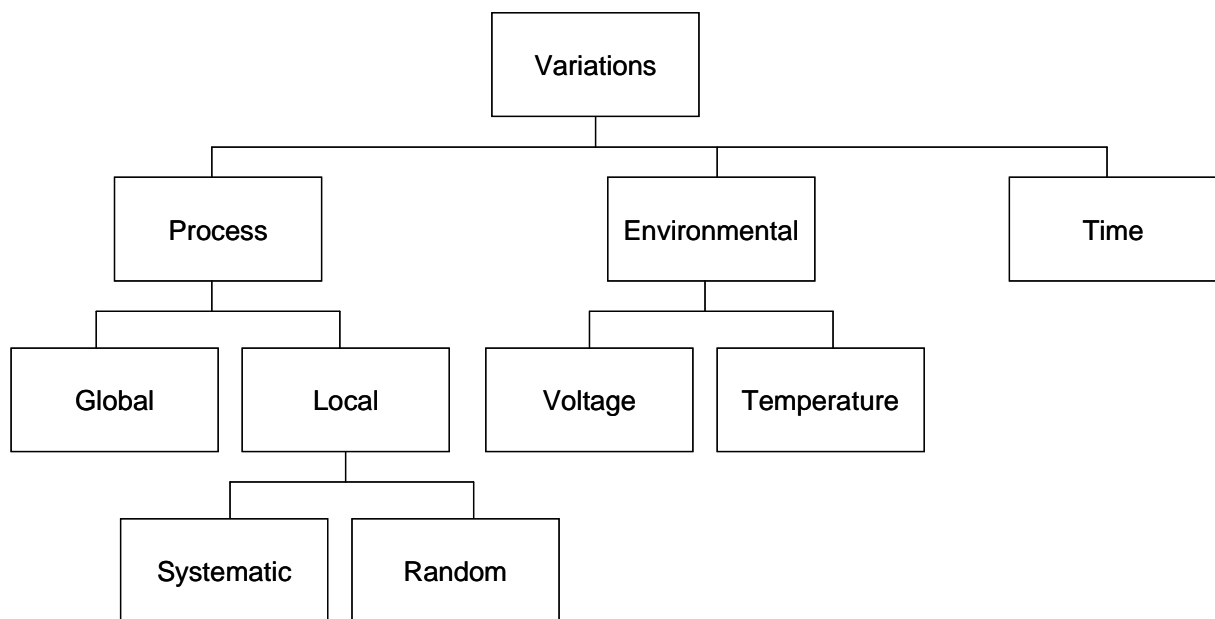 Variations
Process
Environmental
Time
Global
Local
Voltage
Temperature
Systematic
Random